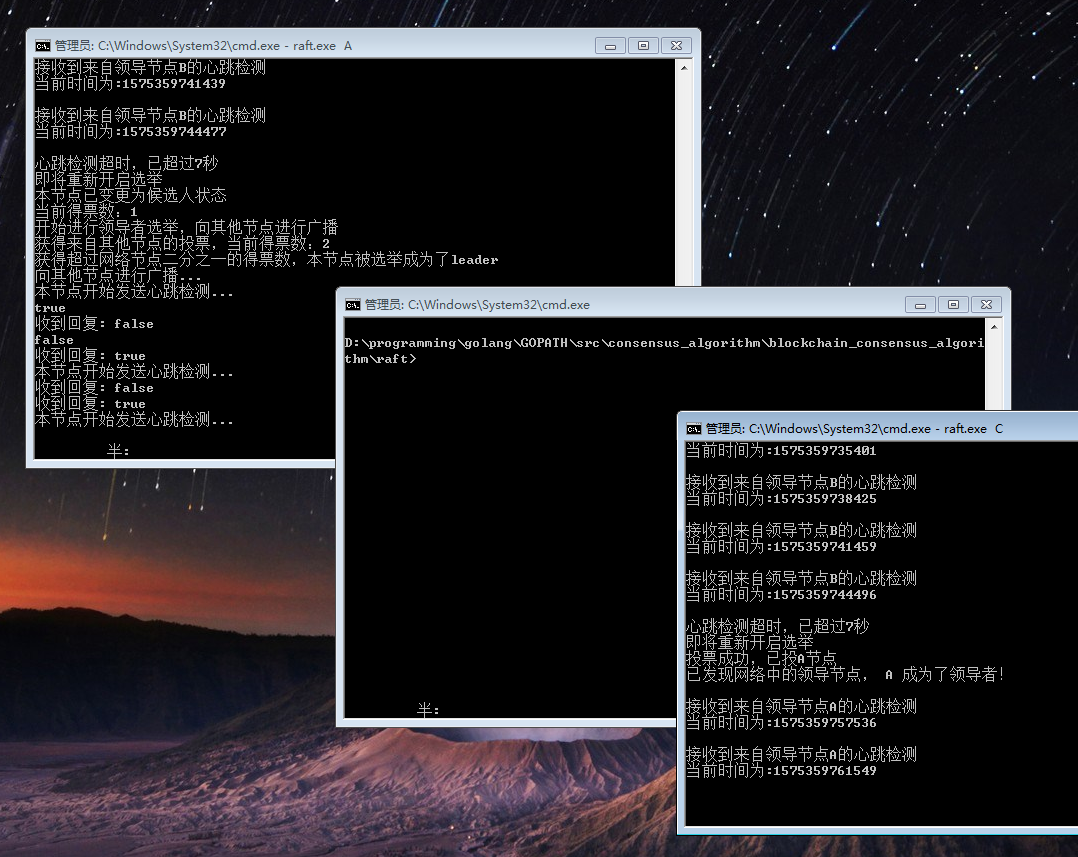 管理员: C:\Windows\System32\cmd.exe - raft.exe  A
接收到来自领导节点B的心跳检测
当前时间为:1575359741439
接收到来自领导节点B的心跳检测
当前时间为:1575359744477
心跳检测超时，已超过7秒
即将重新开启选举
本节点已变更为候选人状态
当前得票数：1
开始进行领导者选举，向其他节点进行广播
获得来自其他节点的投票，当前得票数：2
获得超过网络节点二分之一的得票数，本节点被选举成为了leader
向其他节点进行广播...
本节点开始发送心跳检测...
true
收到回复：false
false
收到回复：true
本节点开始发送心跳检测...
收到回复：false
收到回复：true
本节点开始发送心跳检测...
半：
管理员: C:\Windows\System32\cmd.exe
D:\programming\golang\GOPATH\src\consensus_algorithm\blockchain_consensus_algori
thm\raft>
半：
管理员: C:\Windows\System32\cmd.exe - raft.exe  C
当前时间为:1575359735401
接收到来自领导节点B的心跳检测
当前时间为:1575359738425
接收到来自领导节点B的心跳检测
当前时间为:1575359741459
接收到来自领导节点B的心跳检测
当前时间为:1575359744496
心跳检测超时，已超过7秒
即将重新开启选举
投票成功，已投A节点
已发现网络中的领导节点， A 成为了领导者！
接收到来自领导节点A的心跳检测
当前时间为:1575359757536
接收到来自领导节点A的心跳检测
当前时间为:1575359761549